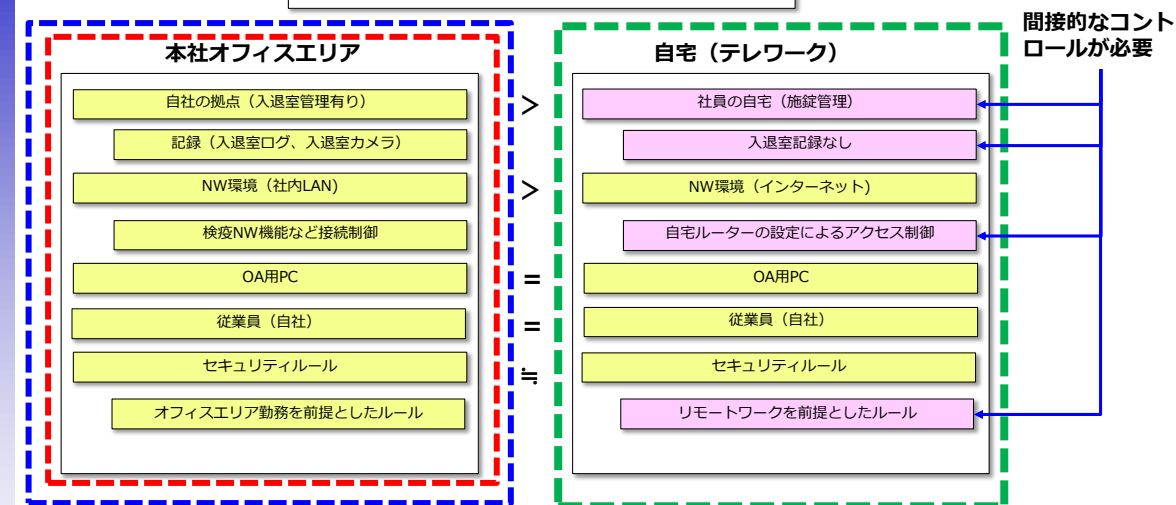 間接的なコント
ロールが必要
本社オフィスエリア
自宅（テレワーク）
自社の拠点（入退室管理有り）
＞
社員の自宅（施錠管理）
記録（入退室ログ、入退室カメラ）
入退室記録なし
NW環境（社内LAN)
＞
NW環境（インターネット)
検疫NW機能など接続制御
自宅ルーターの設定によるアクセス制御
OA用PC
＝
OA用PC
従業員（自社）
＝
従業員（自社）
セキュリティルール
≒
セキュリティルール
オフィスエリア勤務を前提としたルール
リモートワークを前提としたルール